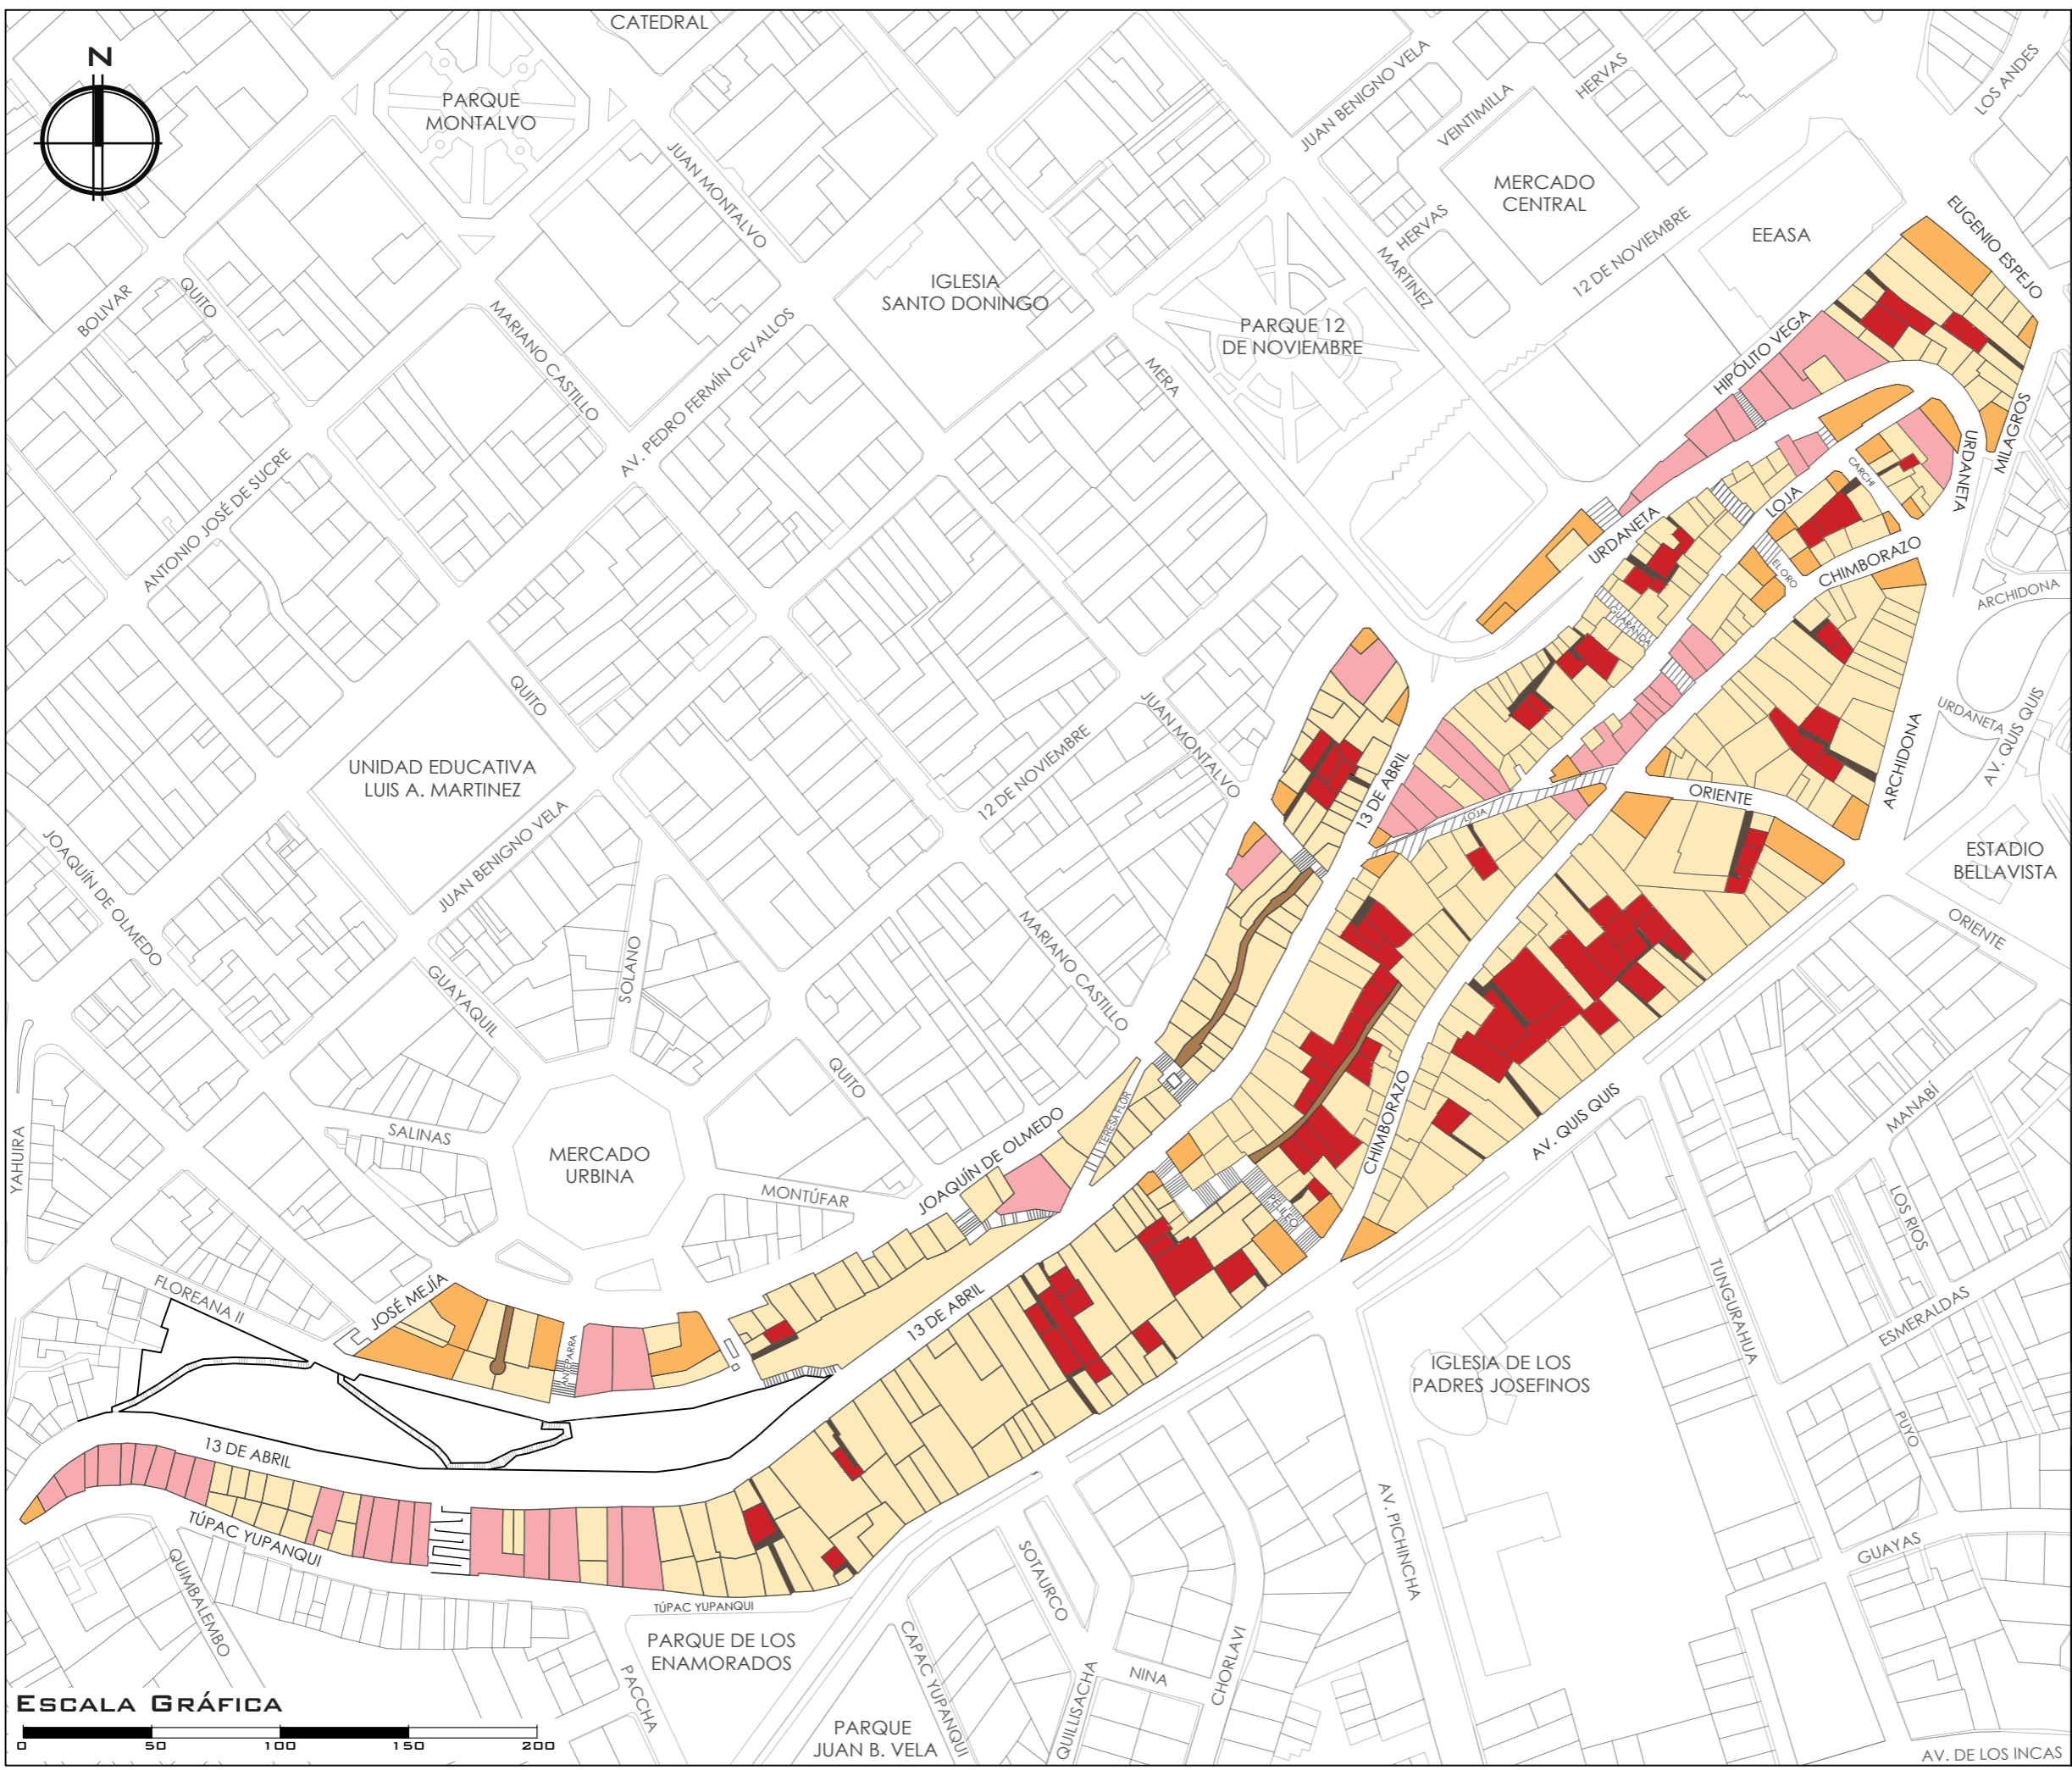 CATEDRAL
N
PARQUE
MONTALVO
JUAN MONTALVO
JUAN BENIGNO VELA
VEINTIMILLA
HERVAS
LOS ANDES
MERCADO
CENTRAL
HERVAS
MARTINEZ
12 DE NOVIEMBRE
EEASA
EUGENIO ESPEJO
BOLIVAR
QUITO
MARIANO CASTILLO
IGLESIA
SANTO DONINGO
PARQUE 12
DE NOVIEMBRE
MERA
AV. PEDRO FERMÍN CEVALLOS
HIPÓLITO VEGA
MILAGROS
URDANETA
ANTONIO JOSÉ DE SUCRE
CARCHI
LOJA
URDANETA
EL ORO
CHIMBORAZO
ARCHIDONA
GUARANDA
QUITO
JUAN MONTALVO
12 DE NOVIEMBRE
URDANETA
AV. QUIS QUIS
ARCHIDONA
UNIDAD EDUCATIVA
LUIS A. MARTINEZ
13 DE ABRIL
ORIENTE
LOJA
JUAN BENIGNO VELA
JOAQUÍN DE OLMEDO
ESTADIO
BELLAVISTA
ORIENTE
SOLANO
GUAYAQUIL
MARIANO CASTILLO
QUITO
YAHUIRA
SALINAS
MERCADO
URBINA
MONTÚFAR
JOAQUÍN DE OLMEDO
TERESA FLOR
CHIMBORAZO
AV. QUIS QUIS
MANABÍ
PELILEO
LOS RIOS
TUNGURAHUA
ESMERALDAS
FLOREANA II
JOSÉ MEJÍA
ANIPARRA
13 DE ABRIL
IGLESIA DE LOS
PADRES JOSEFINOS
PUYO
13 DE ABRIL
TÚPAC YUPANQUI
QUIMBALEMBO
AV. PICHINCHA
GUAYAS
SOTAURCO
TÚPAC YUPANQUI
PARQUE DE LOS
ENAMORADOS
PACCHA
CAPAC YUPANQUI
QUILLISACHA
NINA
CHORLAVI
PARQUE
JUAN B. VELA
AV. DE LOS INCAS
ESCALA GRÁFICA
0 50 100 150 200